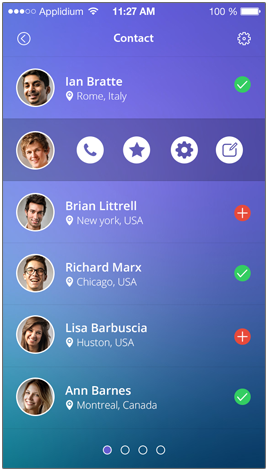 Applidium 11:27 AM 100 %
Contact
Ian Bratte
Rome, Italy
Brian Littrell
New york, USA
Richard Marx
Chicago, USA
Lisa Barbuscia
Huston, USA
Ann Barnes
Montreal, Canada